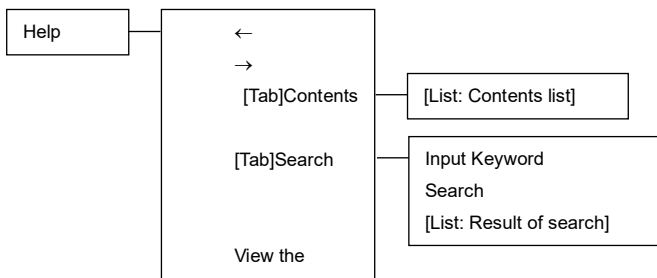 Help
←
→
[Tab]Contents
[List: Contents list]
[Tab]Search
Input Keyword
Search
[List: Result of search]
View the